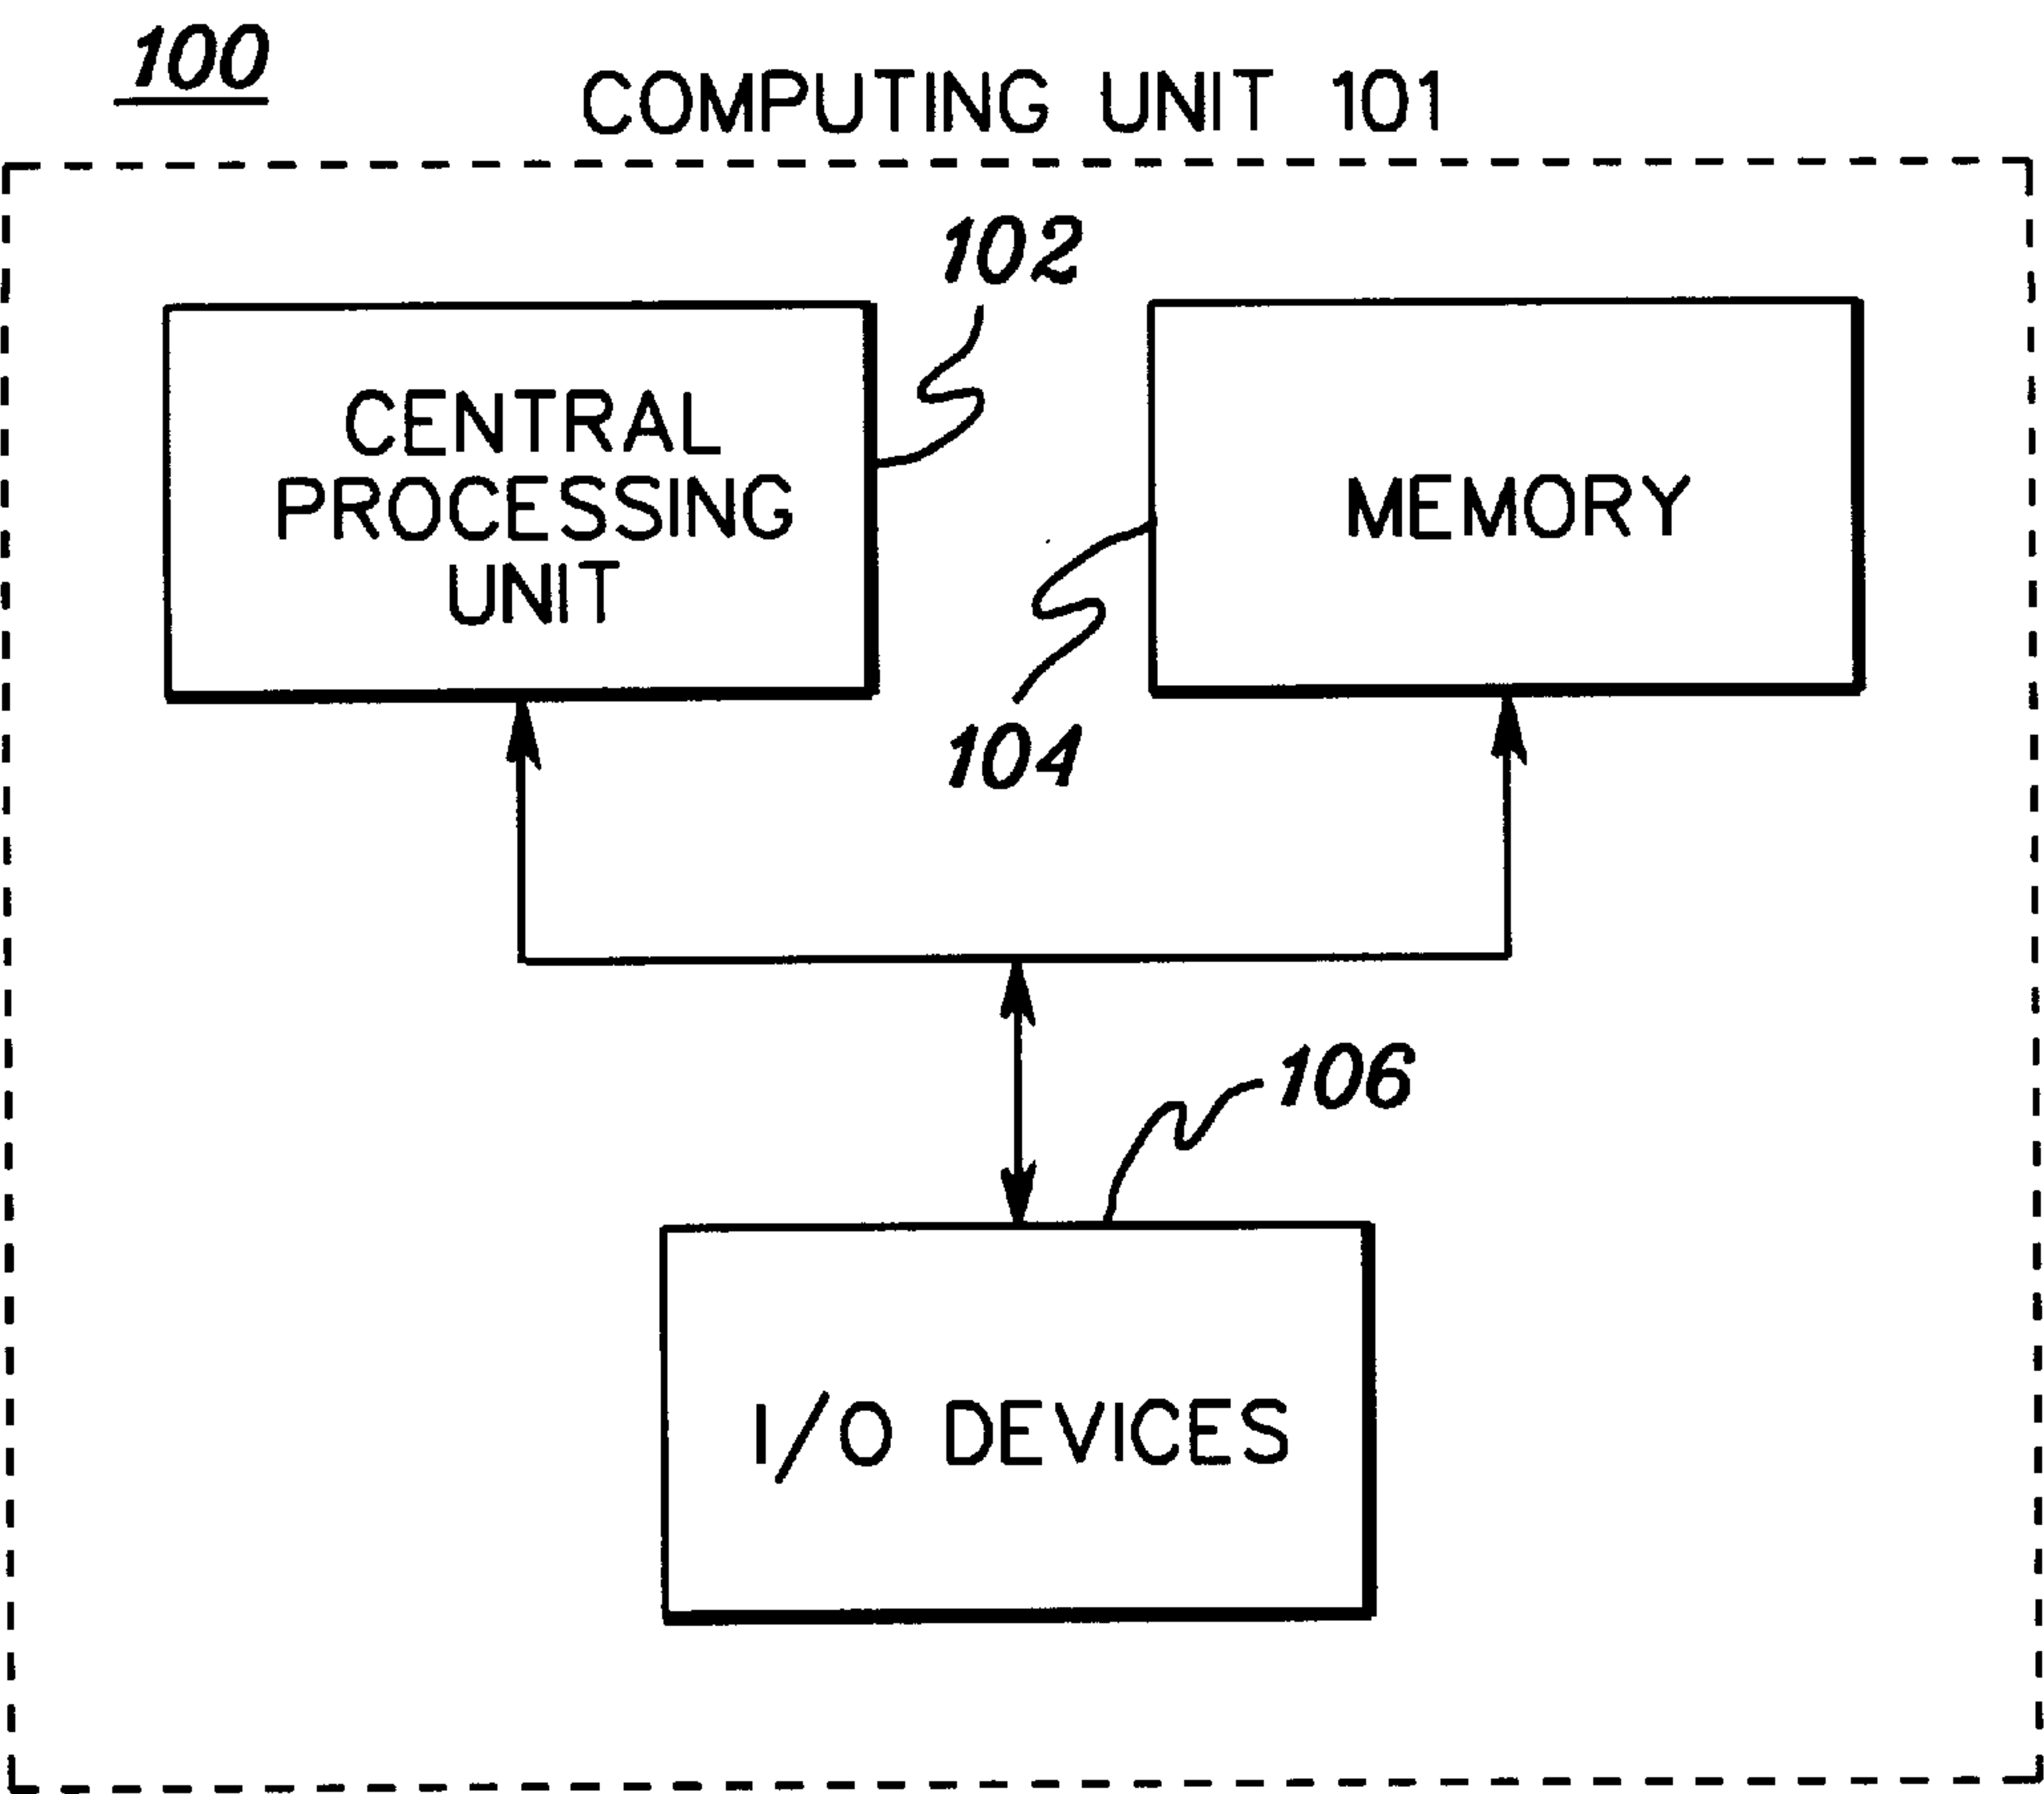 100
COMPUTING UNIT 101
102
CENTRAL
PROCESSING
UNIT
MEMORY
104
106
I/O DEVICES